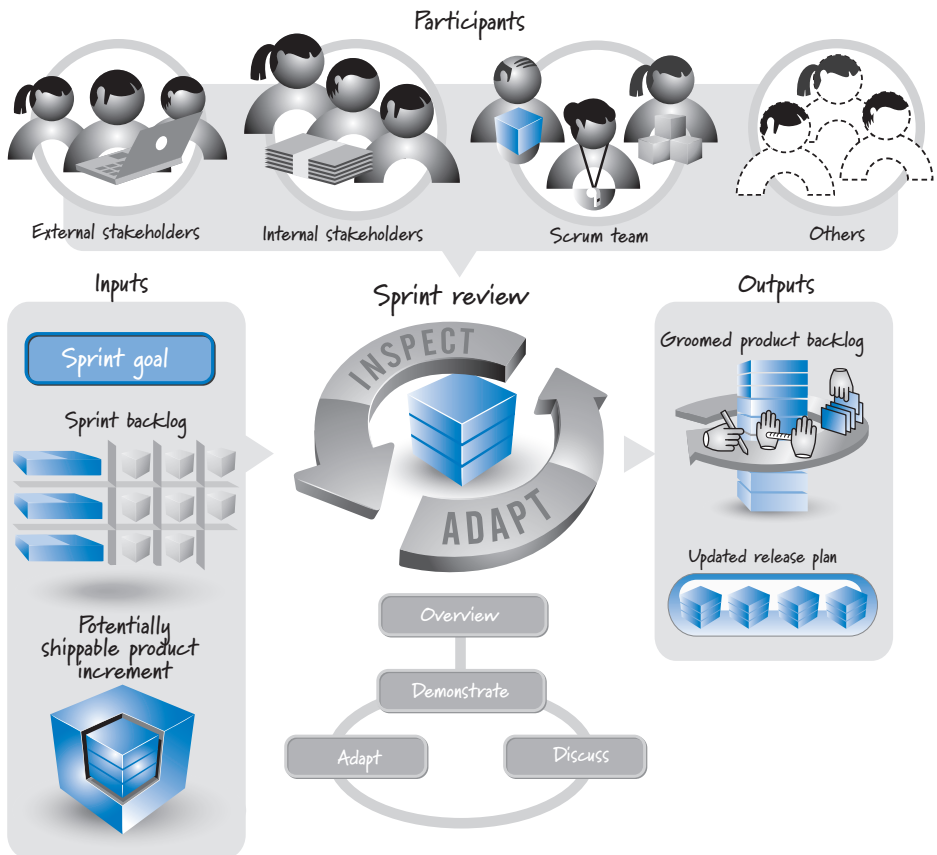 Participants
External stakeholders
Internal stakeholders
Scrum team
Others
Inputs
Sprint goal
Sprint backlog
Potentially
shippable product
increment
Sprint review
INSPECT
ADAPT
Overview
Demonstrate
Adapt
Discuss
Outputs
Groomed product backlog
Updated release plan